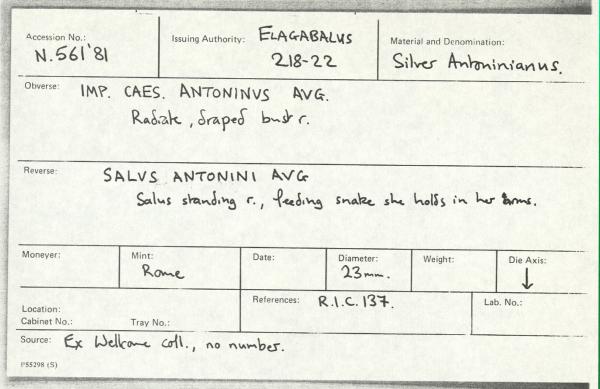 Accession No.: Issuing Authority: ELAGABALUS Material and Denomination:
N.561'81 218-22 Silver Antoninianus.
Obverse: IMP. CAES. ANTONINVS AVG.
Radiate, draped bust r.
Reverse: SALVS ANTONINI AVG
Salus standing r., feeding snake she holds in her arms.
Moneyer: Mint: Date: Diameter: Weight: Die Axis:
Rome 23mm. ↓
Location: References: R.I.C. 137. Lab. No.:
Cabinet No.: Tray No.:
Source: Ex Wellcome coll., no number.
P55298 (S)